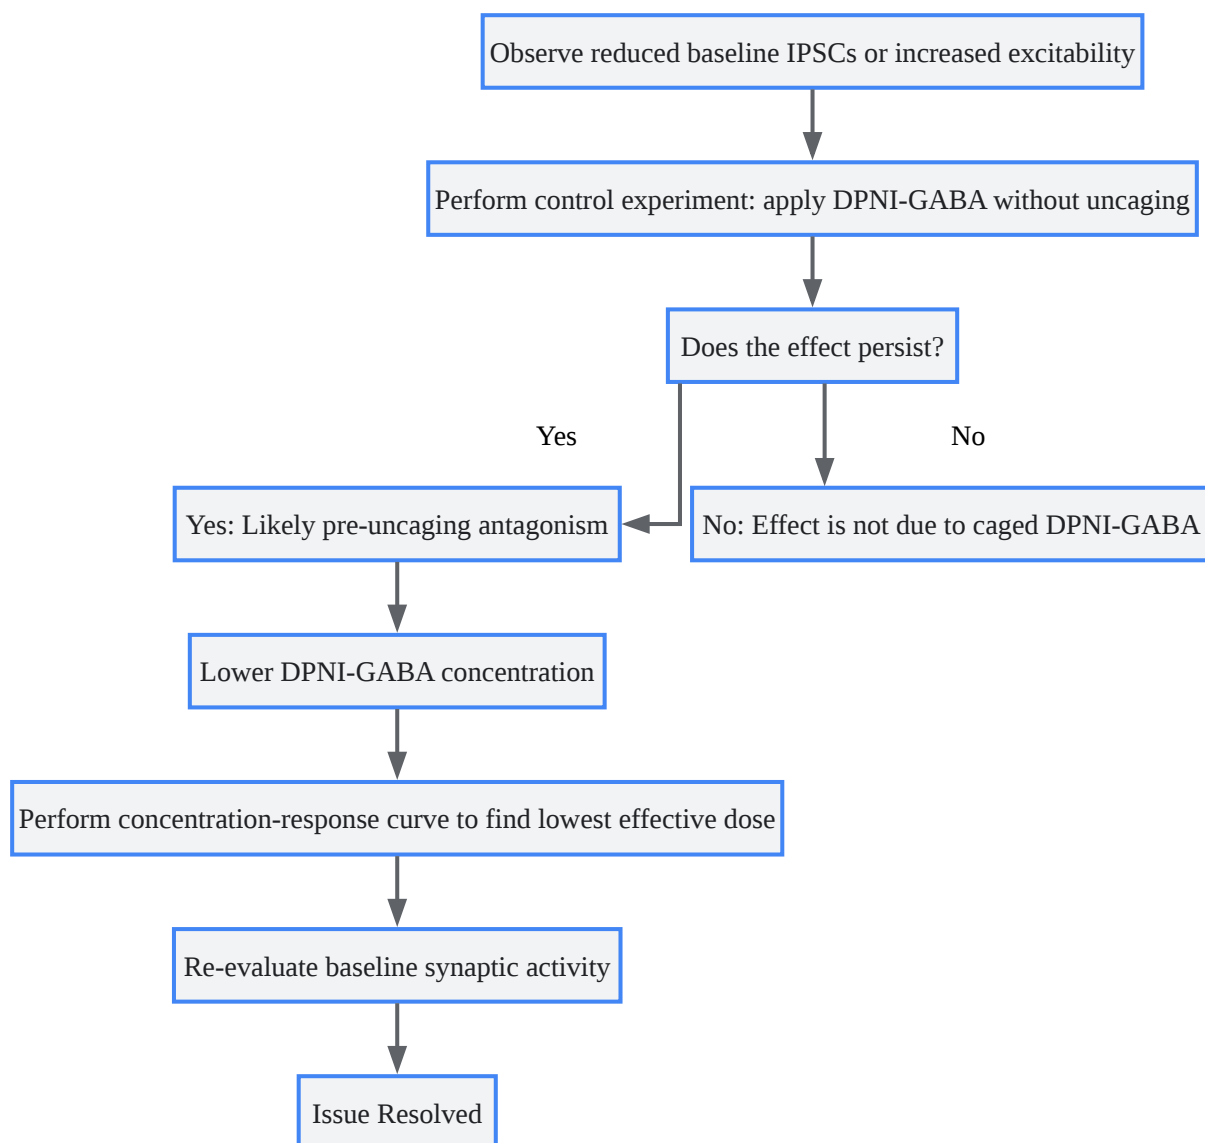 Observe reduced baseline IPSCs or increased excitability
Perform control experiment: apply DPNI-GABA without uncaging
Does the effect persist?
Yes
No
Yes: Likely pre-uncaging antagonism
No: Effect is not due to caged DPNI-GABA
Lower DPNI-GABA concentration
Perform concentration-response curve to find lowest effective dose
Re-evaluate baseline synaptic activity
Issue Resolved